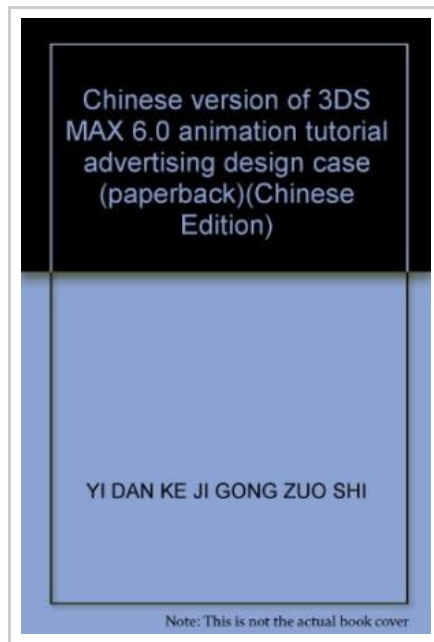 Chinese version of 3DS
MAX 6.0 animation tutorial
advertising design case
(paperback)(Chinese
Edition)
YI DAN KE JI GONG ZUO SHI
Note: This is not the actual book cover